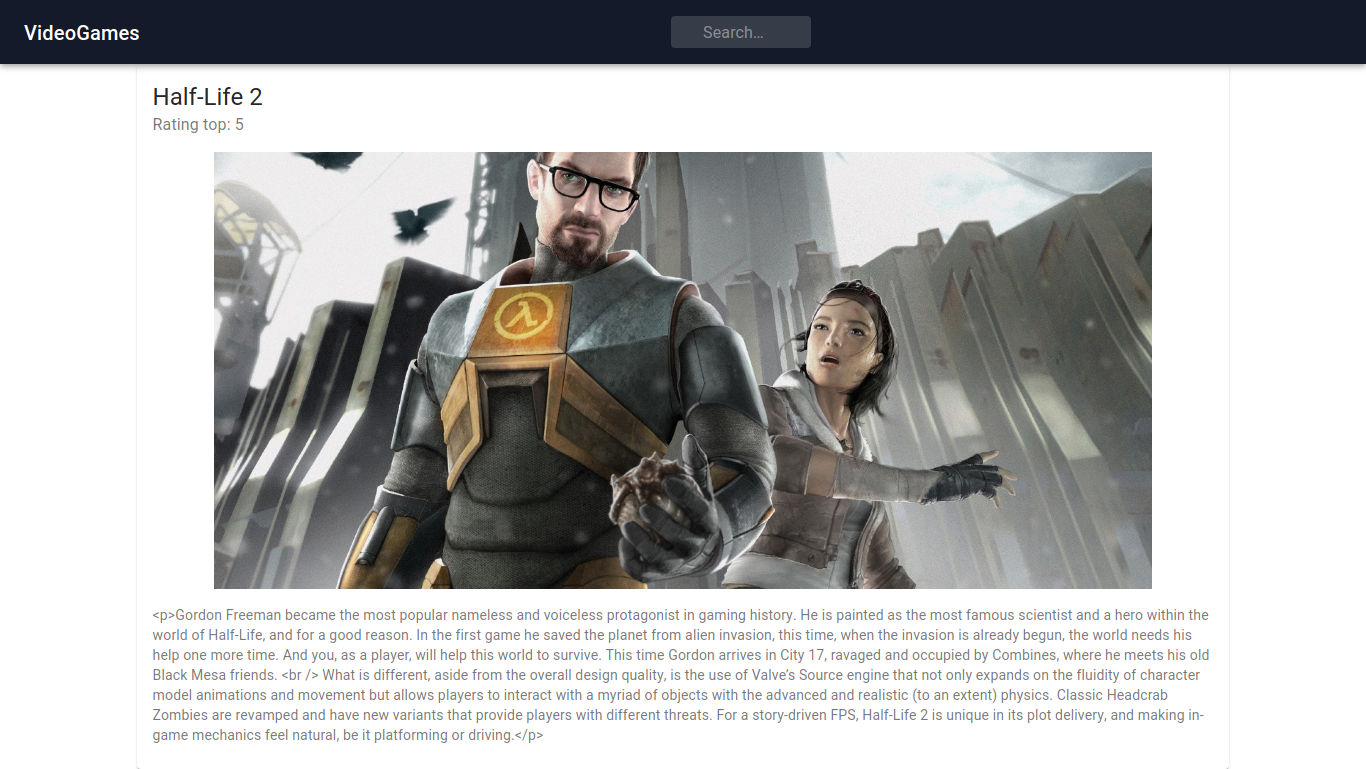 VideoGames
Search…
Half-Life 2
Rating top: 5
<p>Gordon Freeman became the most popular nameless and voiceless protagonist in gaming history. He is painted as the most famous scientist and a hero within the
world of Half-Life, and for a good reason. In the first game he saved the planet from alien invasion, this time, when the invasion is already begun, the world needs his
help one more time. And you, as a player, will help this world to survive. This time Gordon arrives in City 17, ravaged and occupied by Combines, where he meets his old
Black Mesa friends. <br /> What is different, aside from the overall design quality, is the use of Valve’s Source engine that not only expands on the fluidity of character
model animations and movement but allows players to interact with a myriad of objects with the advanced and realistic (to an extent) physics. Classic Headcrab
Zombies are revamped and have new variants that provide players with different threats. For a story-driven FPS, Half-Life 2 is unique in its plot delivery, and making in-
game mechanics feel natural, be it platforming or driving.</p>